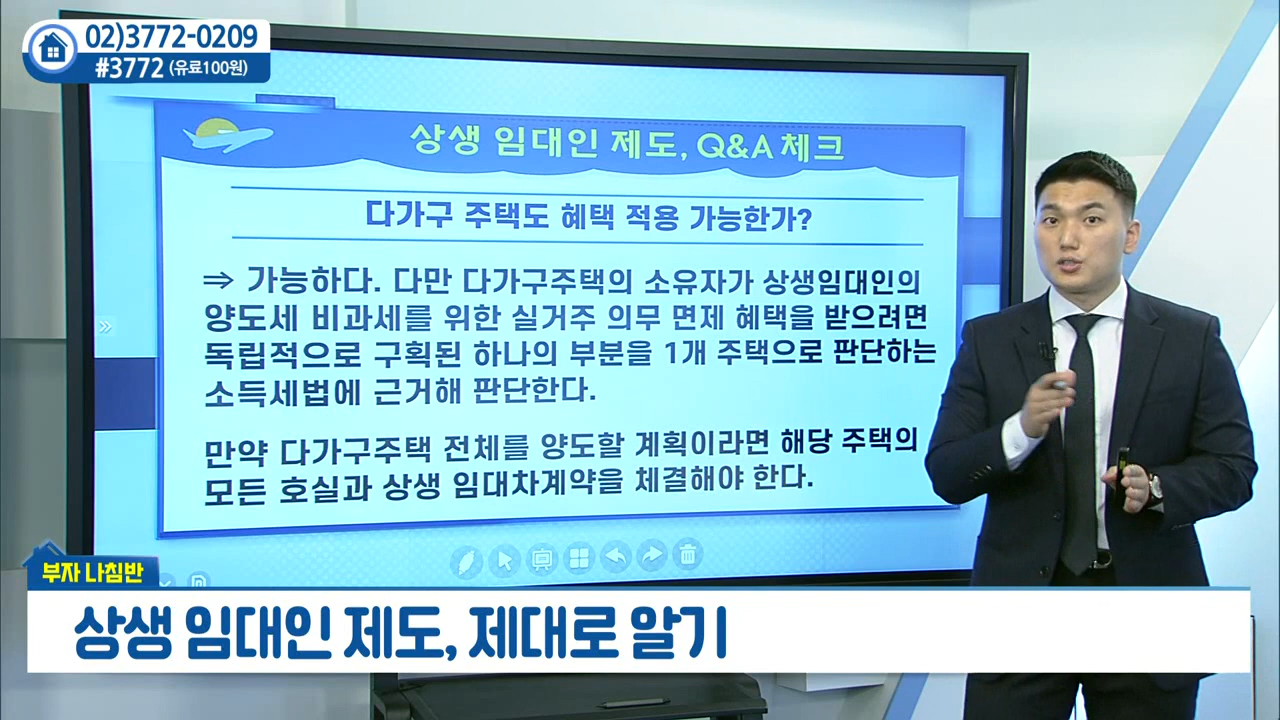 02)3772-0209
#3772 (유료100원)
상생 임대인 제도, Q&A 체크
다가구 주택도 혜택 적용 가능한가?
⇒ 가능하다. 다만 다가구주택의 소유자가 상생임대인의
양도세 비과세를 위한 실거주 의무 면제 혜택을 받으려면
독립적으로 구획된 하나의 부분을 1개 주택으로 판단하는
소득세법에 근거해 판단한다.
만약 다가구주택 전체를 양도할 계획이라면 해당 주택의
모든 호실과 상생 임대차계약을 체결해야 한다.
부자 나침반
상생 임대인 제도, 제대로 알기